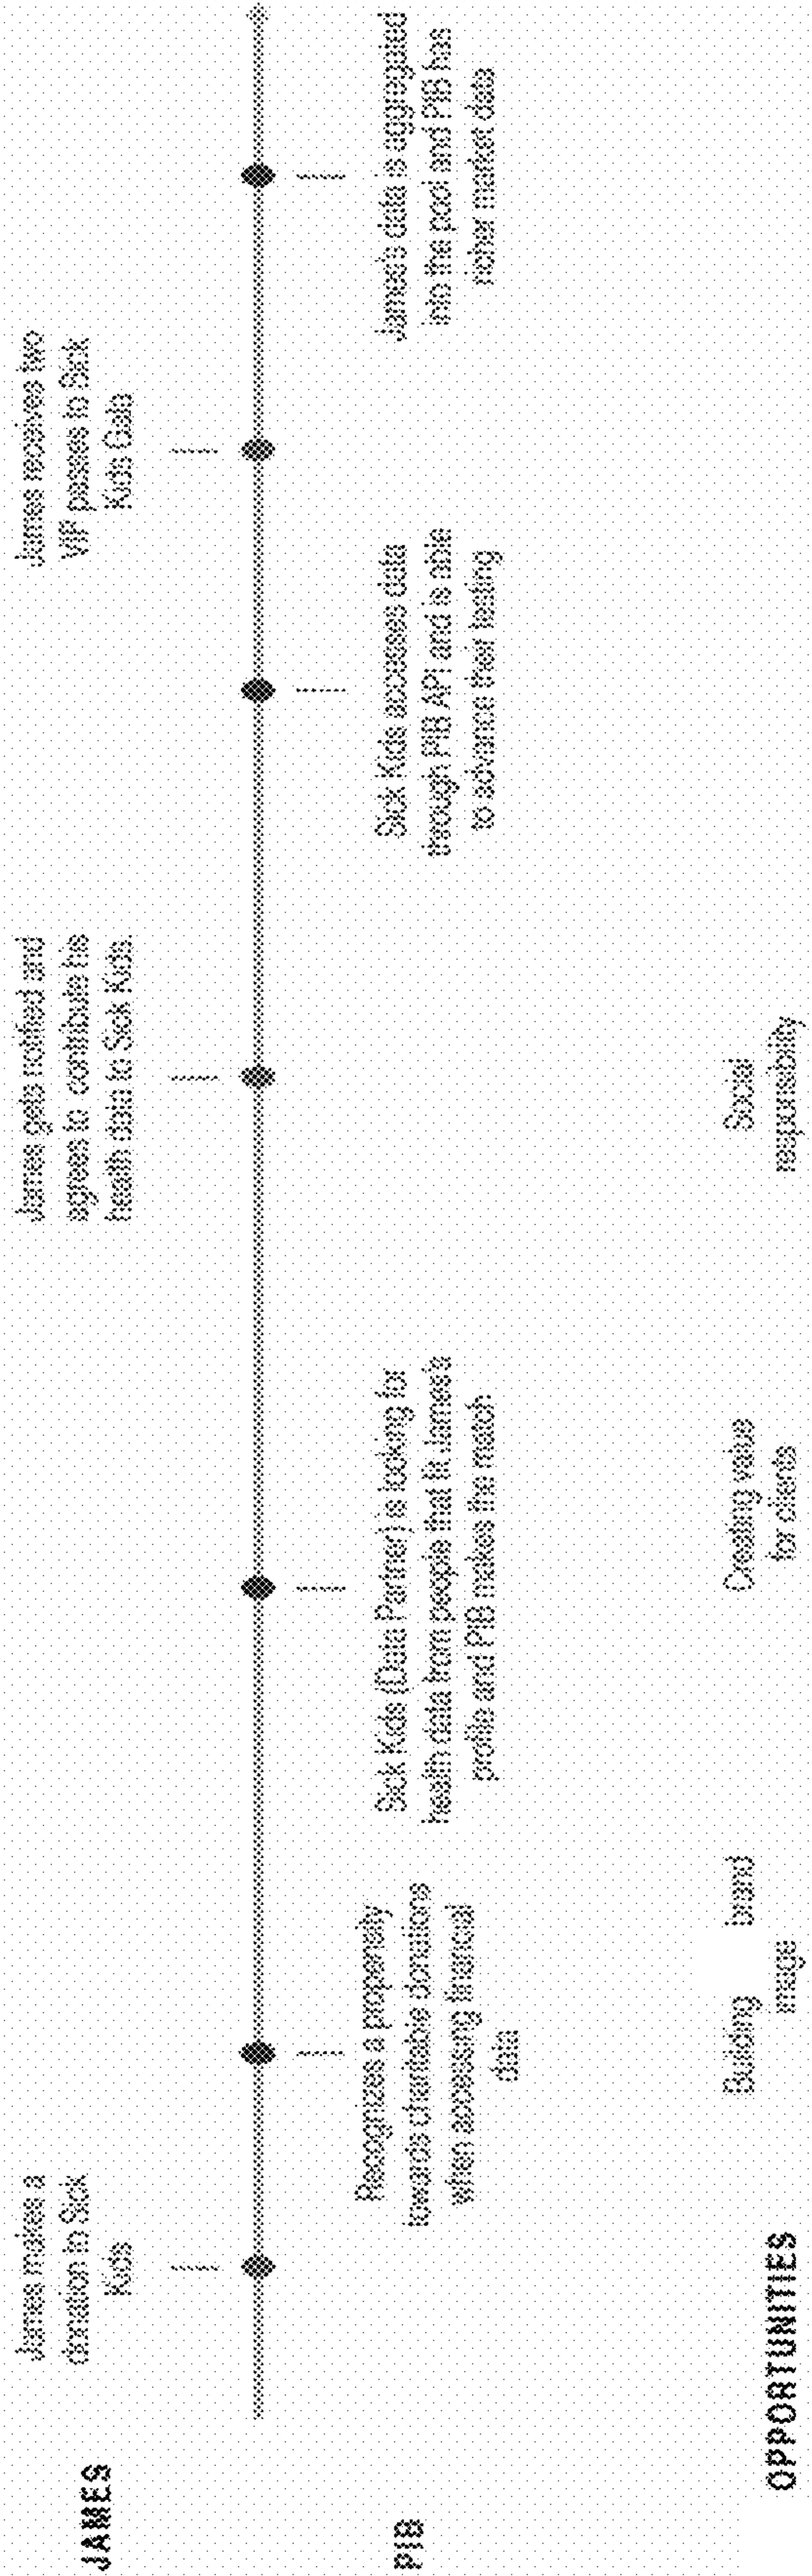 JAMES
James makes a
donation to Sick
Kids
James gets notified and
agrees to contribute his
health data to Sick Kids.
James receives two
VIP passes to Sick
Kids Gala
PIB
Recognizes a propensity
towards charitable donations
when accessing financial
data
Sick Kids (Data Partner) is looking for
health data from people that fit James's
profile and PIB makes the match
Sick Kids accesses data
through PIB API and is able
to advance their testing
James's data is aggregated
into the pool and PIB has
richer market data
OPPORTUNITIES
Building brand
image
Creating value
for clients
Social
responsibility